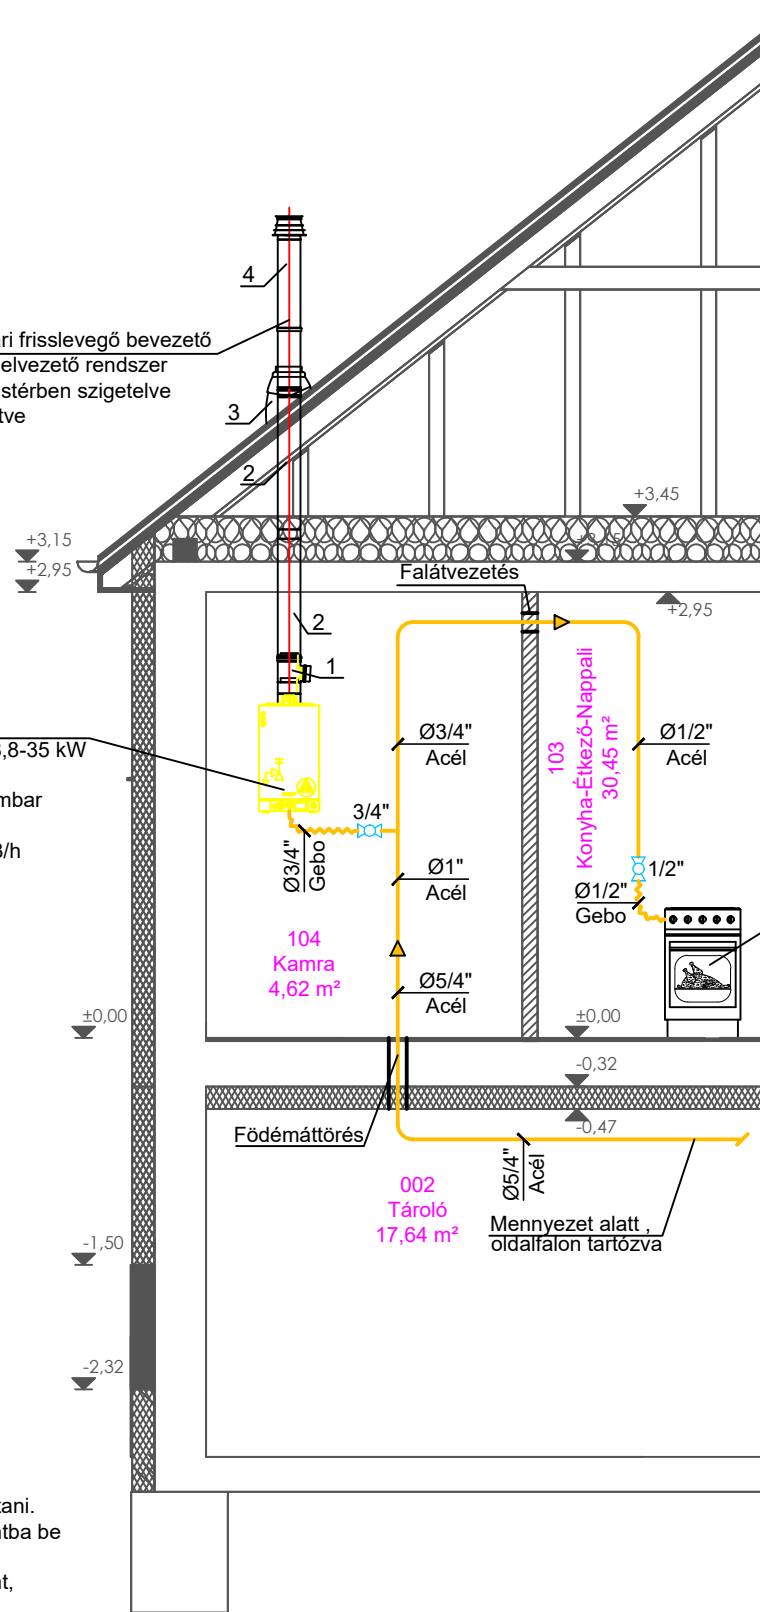 4
ri frisslevegő bevezető
elvezető rendszer
stérben szigetelve
tve
3
2
+3,45
+3,15
+3,15
+2,95
Falátvezetés
+2,95
2
1
Ø3/4"
Acél
103
Konyha-Étkező-Nappali
30,45 m²
Ø1/2"
Acél
,8-35 kW
mbar
3/h
3/4"
Ø3/4"
Gebo
Ø1"
Acél
1/2"
Ø1/2"
Gebo
104
Kamra
4,62 m²
Ø5/4"
Acél
±0,00
±0,00
-0,32
-0,47
Födémáttörés
Ø5/4"
Acél
002
Tároló
17,64 m²
Mennyezet alatt ,
oldalfalon tartózva
-1,50
-2,32
tani.
ntba be
nt,